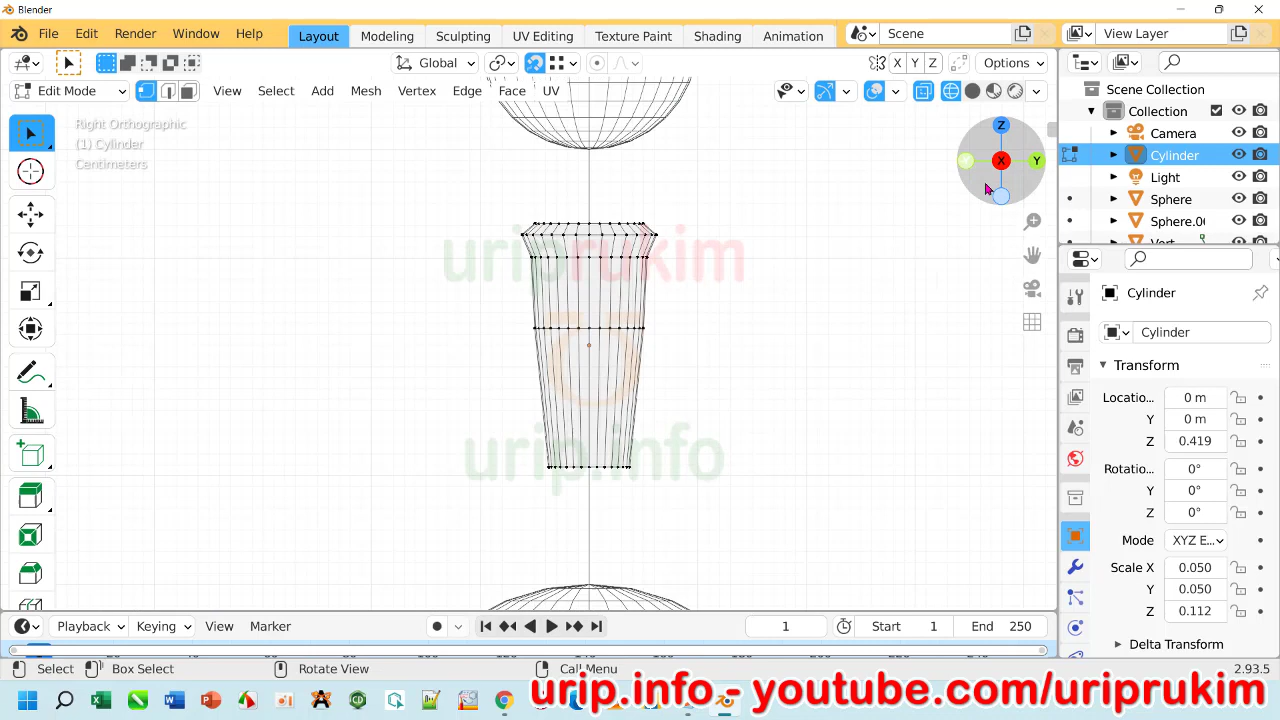 Blender
File Edit Render Window Help Layout Modeling Sculpting UV Editing Texture Paint Shading Animation Scene View Layer
Global X Y Z Options
Edit Mode View Select Add Mesh Vertex Edge Face UV
Scene Collection
Collection
Camera
Cylinder
Light
Sphere
Sphere.0
Right Orthographic
(1) Cylinder
Centimeters
Z
X
Y
uriprukim
urip.info
Cylinder
Cylinder
Transform
Locatio... 0 m
Y 0 m
Z 0.419
Rotatio... 0°
Y 0°
Z 0°
Mode XYZ E...
Scale X 0.050
Y 0.050
Z 0.112
Delta Transform
Playback Keying View Marker 1 Start 1 End 250
Select Box Select Rotate View Call Menu 2.93.5
urip.info - youtube.com/uriprukim